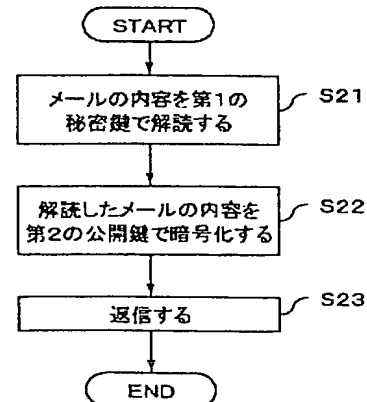 START
メールの内容を第1の
秘密鍵で解読する
S21
解読したメールの内容を
第2の公開鍵で暗号化する
S22
返信する
S23
END